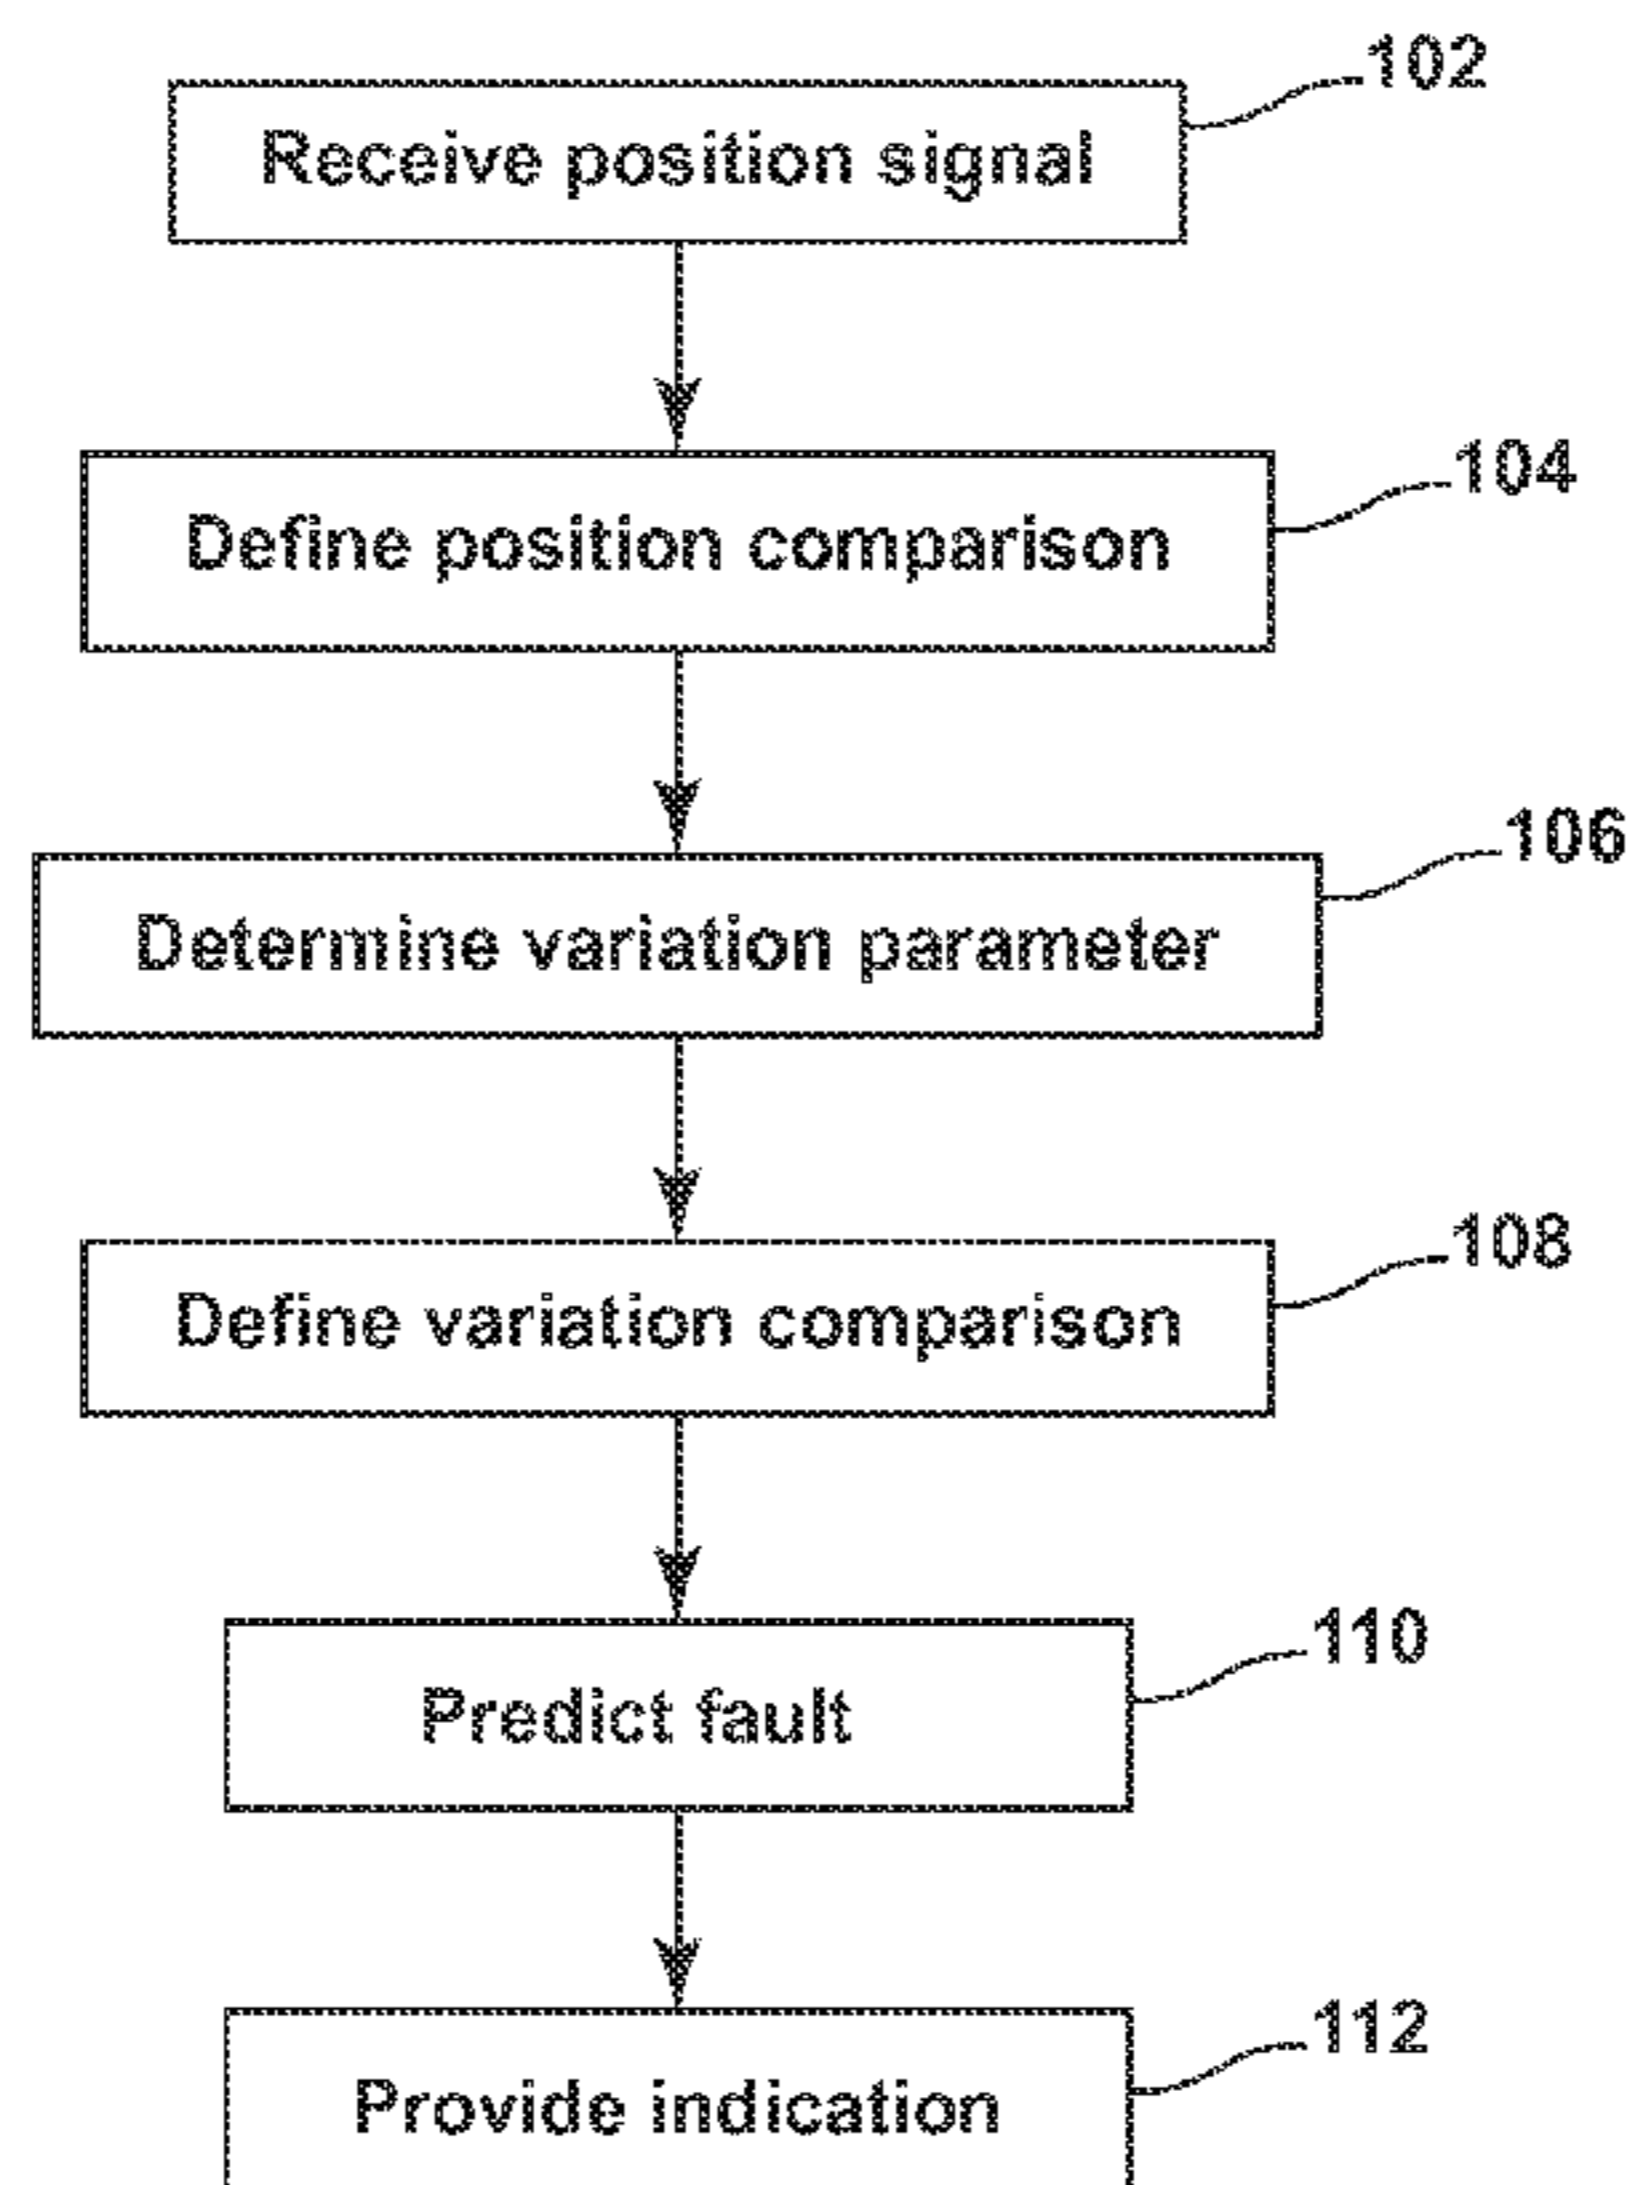 102
Receive position signal
104
Define position comparison
106
Determine variation parameter
108
Define variation comparison
110
Predict fault
112
Provide indication